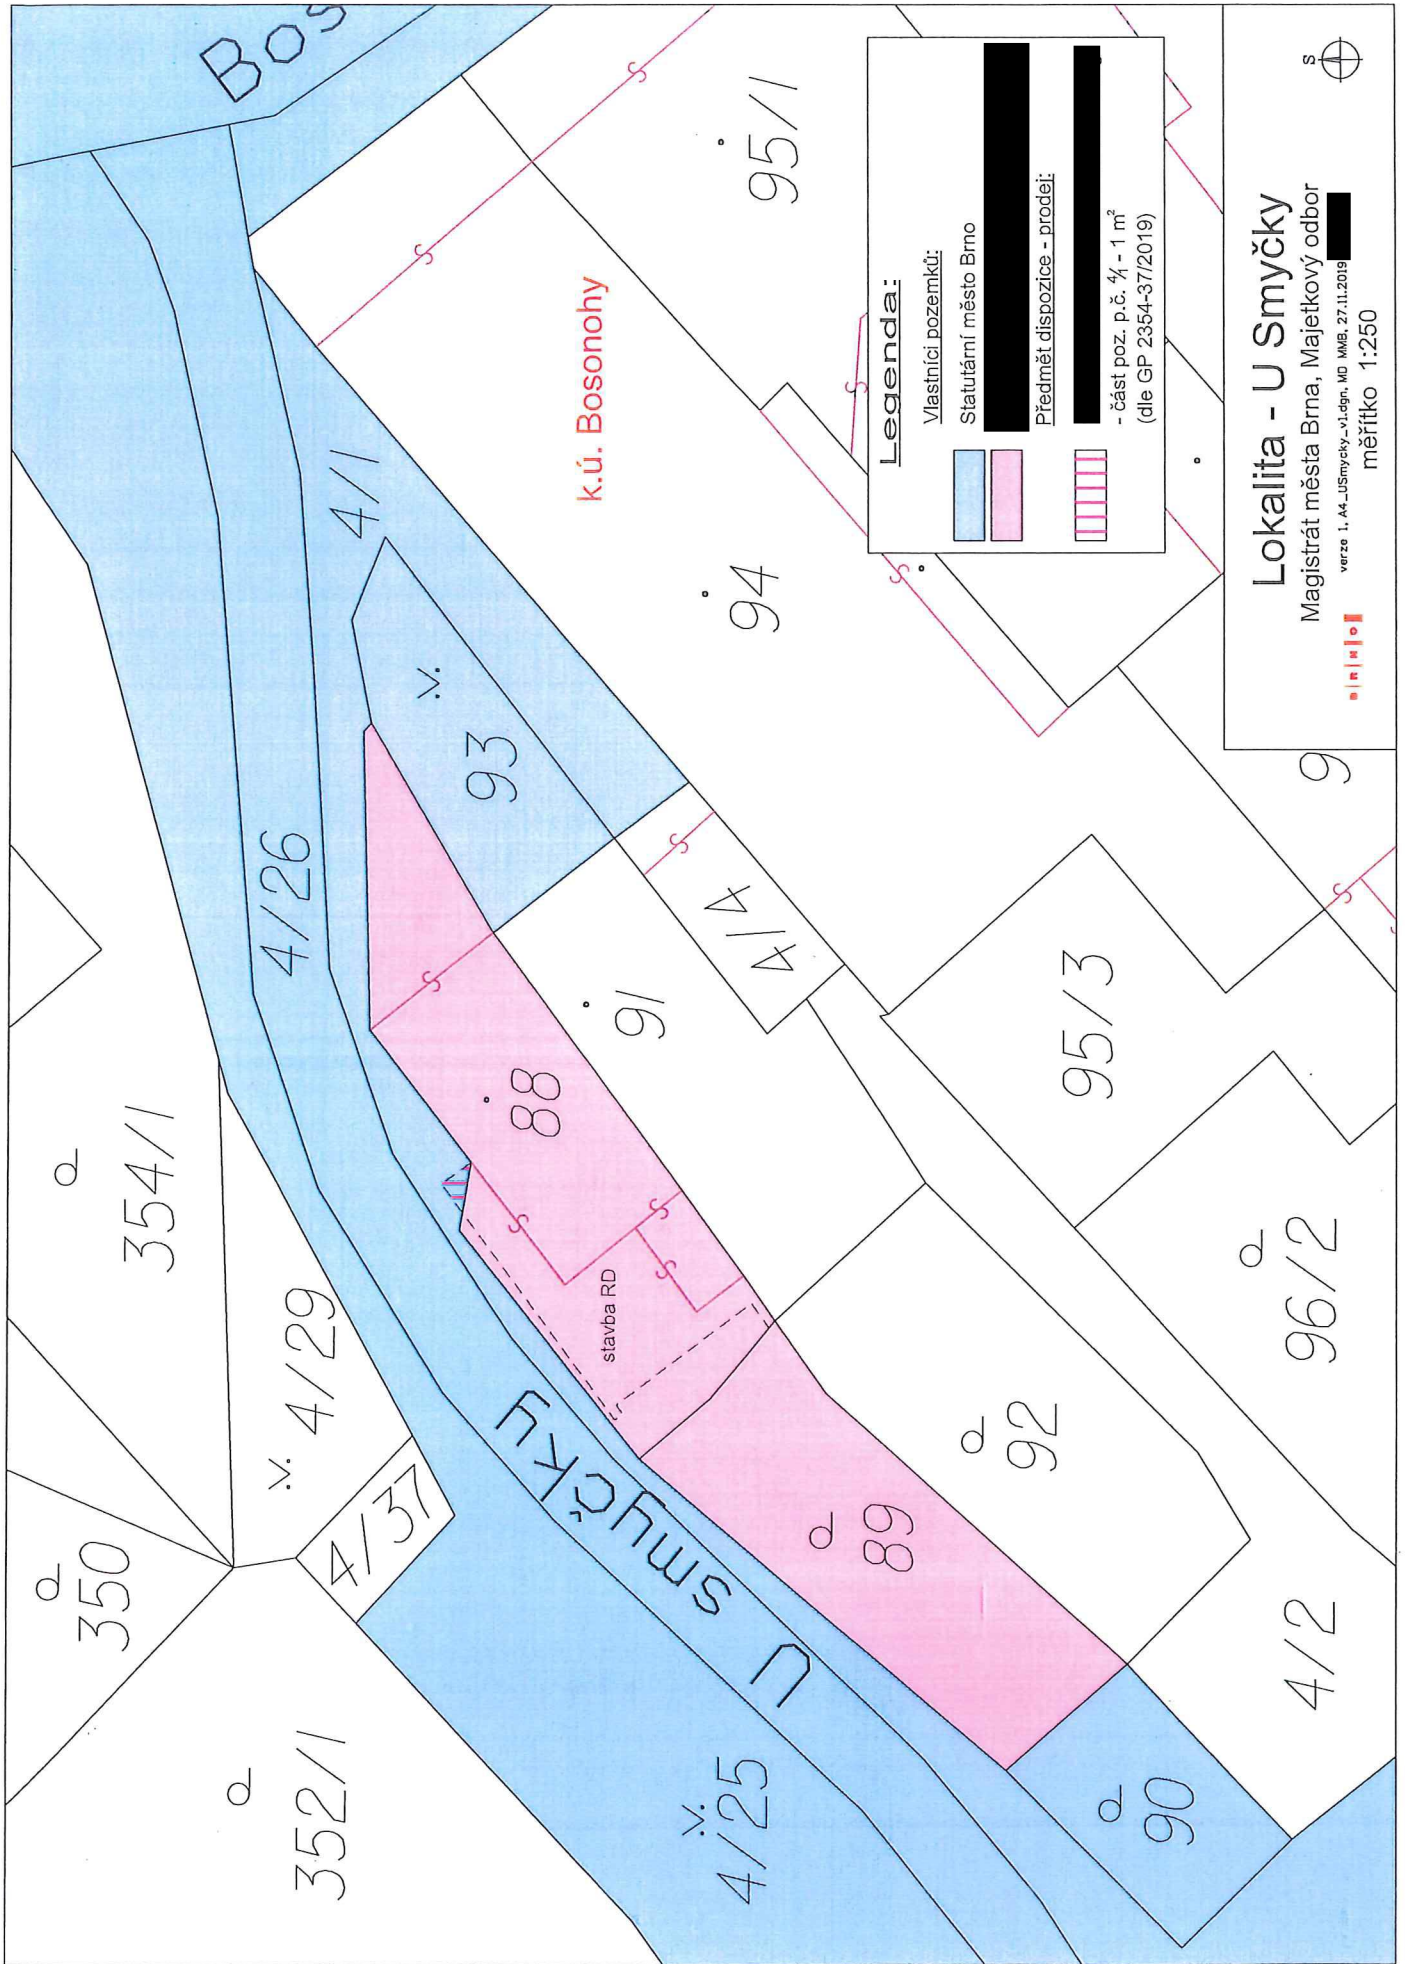 Bos
354/1
350
352/1
4/29
4/37
4/26
4/1
k.ú. Bosonohy
95/1
93
94
4/4
91
88
stavba RD
U smyčky
89
92
95/3
96/2
4/2
90
4/25
9
Legenda:
Vlastníci pozemků:
Statutární město Brno
Předmět dispozice - prodej:
- část poz. p.č. 4/1 - 1 m²
(dle GP 2354-37/2019)
S
Lokalita - U Smyčky
Magistrát města Brna, Majetkový odbor
verze 1, A4_USmycky_v1.dgn, MO MMB, 27.11.2019
měřítko 1:250
B R N O